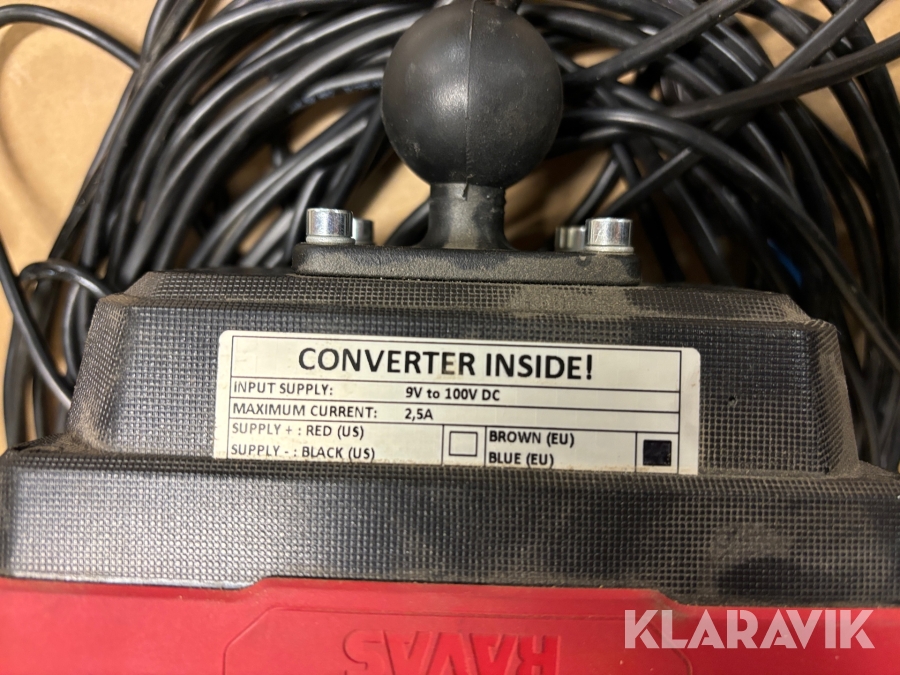 CONVERTER INSIDE!
INPUT SUPPLY: 9V to 100V DC
MAXIMUM CURRENT: 2,5A
SUPPLY + : RED (US) BROWN (EU)
SUPPLY - : BLACK (US) BLUE (EU)
RAVAS
KLARAVIK